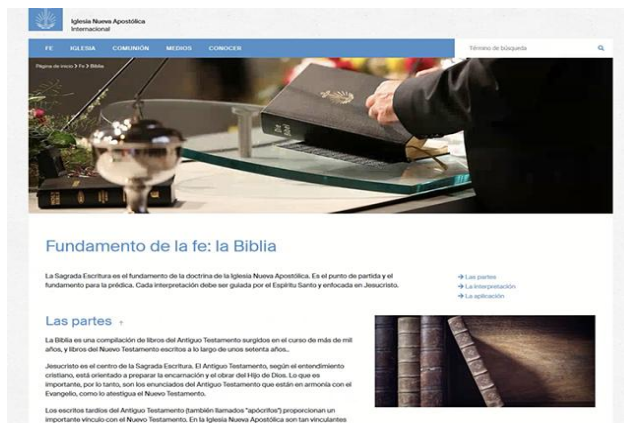 Iglesia Nueva Apostólica
Internacional
FE IGLESIA COMUNIÓN MEDIOS CONOCER
Término de búsqueda
Página de inicio > Fe > Biblia
Die
Bibel
Fundamento de la fe: la Biblia
La Sagrada Escritura es el fundamento de la doctrina de la Iglesia Nueva Apostólica. Es el punto de partida y el
fundamento para la prédica. Cada interpretación debe ser guiada por el Espíritu Santo y enfocada en Jesucristo.
→ Las partes
→ La interpretación
→ La aplicación
Las partes ↑
La Biblia es una compilación de libros del Antiguo Testamento surgidos en el curso de más de mil
años, y libros del Nuevo Testamento escritos a lo largo de unos setenta años..
Jesucristo es el centro de la Sagrada Escritura. El Antiguo Testamento, según el entendimiento
cristiano, está orientado a preparar la encarnación y el obrar del Hijo de Dios. Lo que es
importante, por lo tanto, son los enunciados del Antiguo Testamento que están en armonía con el
Evangelio, como lo atestigua el Nuevo Testamento.
Los escritos tardíos del Antiguo Testamento (también llamados "apócrifos") proporcionan un
importante vínculo con el Nuevo Testamento. En la Iglesia Nueva Apostólica son tan vinculantes